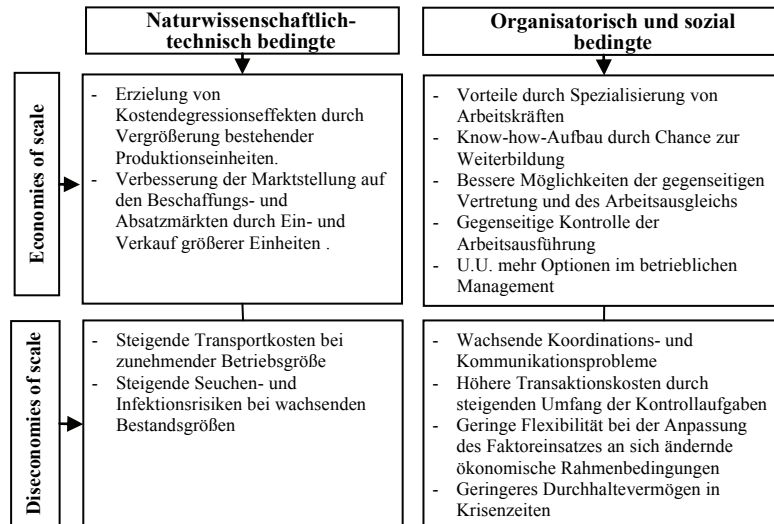 Naturwissenschaftlich-
technisch bedingte
Organisatorisch und sozial
bedingte
Economies of scale
- Erzielung von
Kostendegressionseffekten durch
Vergrößerung bestehender
Produktionseinheiten.
- Verbesserung der Marktstellung auf
den Beschaffungs- und
Absatzmärkten durch Ein- und
Verkauf größerer Einheiten .
- Vorteile durch Spezialisierung von
Arbeitskräften
- Know-how-Aufbau durch Chance zur
Weiterbildung
- Bessere Möglichkeiten der gegenseitigen
Vertretung und des Arbeitsausgleichs
- Gegenseitige Kontrolle der
Arbeitsausführung
- U.U. mehr Optionen im betrieblichen
Management
Diseconomies of scale
- Steigende Transportkosten bei
zunehmender Betriebsgröße
- Steigende Seuchen- und
Infektionsrisiken bei wachsenden
Bestandsgrößen
- Wachsende Koordinations- und
Kommunikationsprobleme
- Höhere Transaktionskosten durch
steigenden Umfang der Kontrollaufgaben
- Geringe Flexibilität bei der Anpassung
des Faktoreinsatzes an sich ändernde
ökonomische Rahmenbedingungen
- Geringeres Durchhaltevermögen in
Krisenzeiten